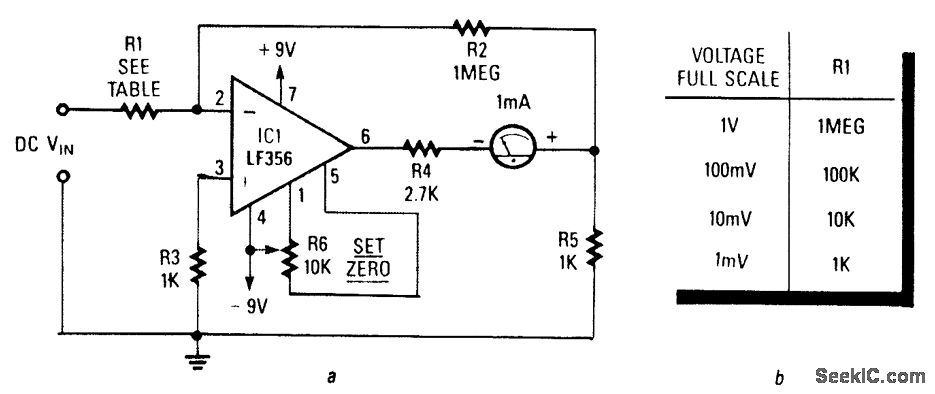 R1
SEE
TABLE
+ 9V
R2
1MEG
2
7
1mA
DC VIN
IC1
LF356
6
- +
3
R4
2.7K
5
1
4
R3
1K
R6
10K
SET
ZERO
R5
1K
- 9V
a
VOLTAGE
FULL SCALE
R1
1V 1MEG
100mV 100K
10mV 10K
1mV 1K
b
SeekIC.com